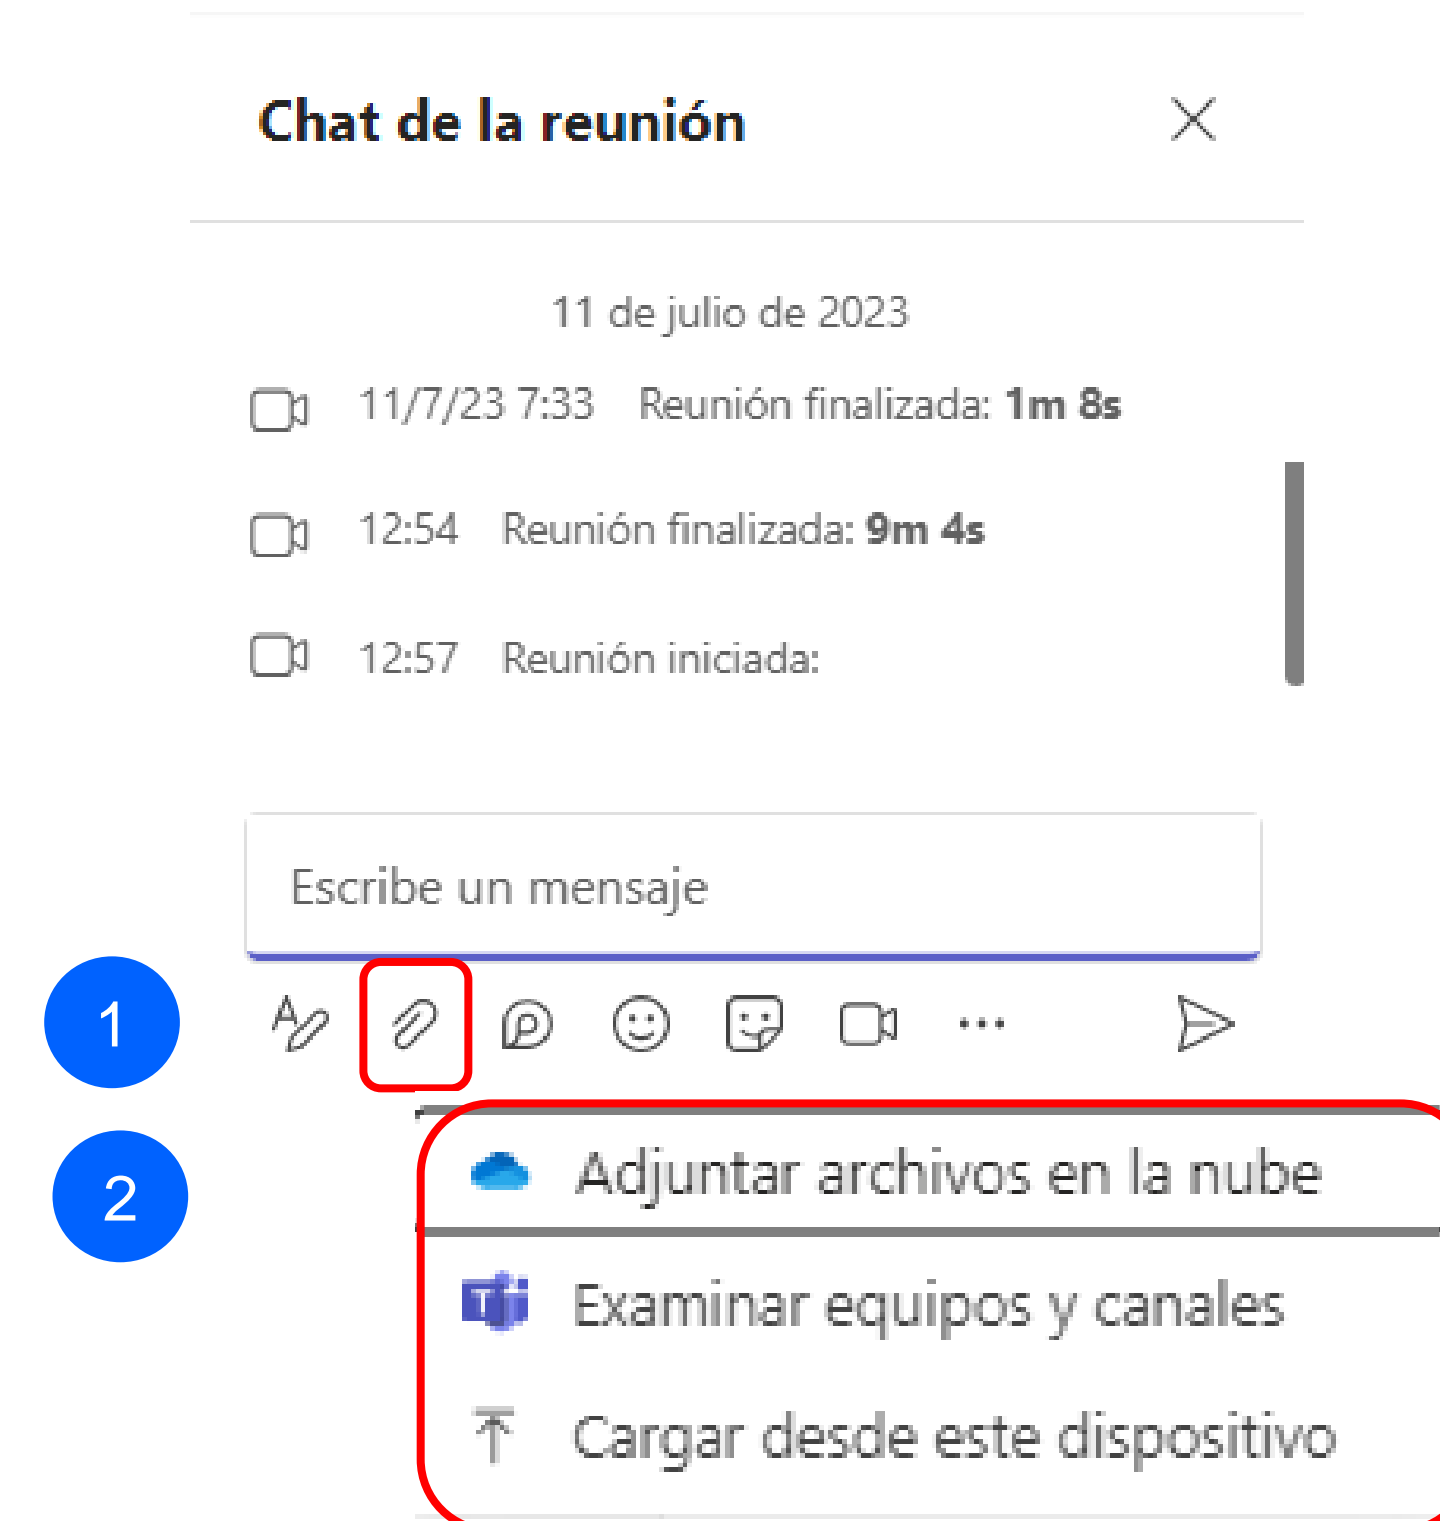 Chat de la reunión
11 de julio de 2023
11/7/23 7:33 Reunión finalizada: 1m 8s
12:54 Reunión finalizada: 9m 4s
12:57 Reunión iniciada:
Escribe un mensaje
1
2
Adjuntar archivos en la nube
Examinar equipos y canales
Cargar desde este dispositivo